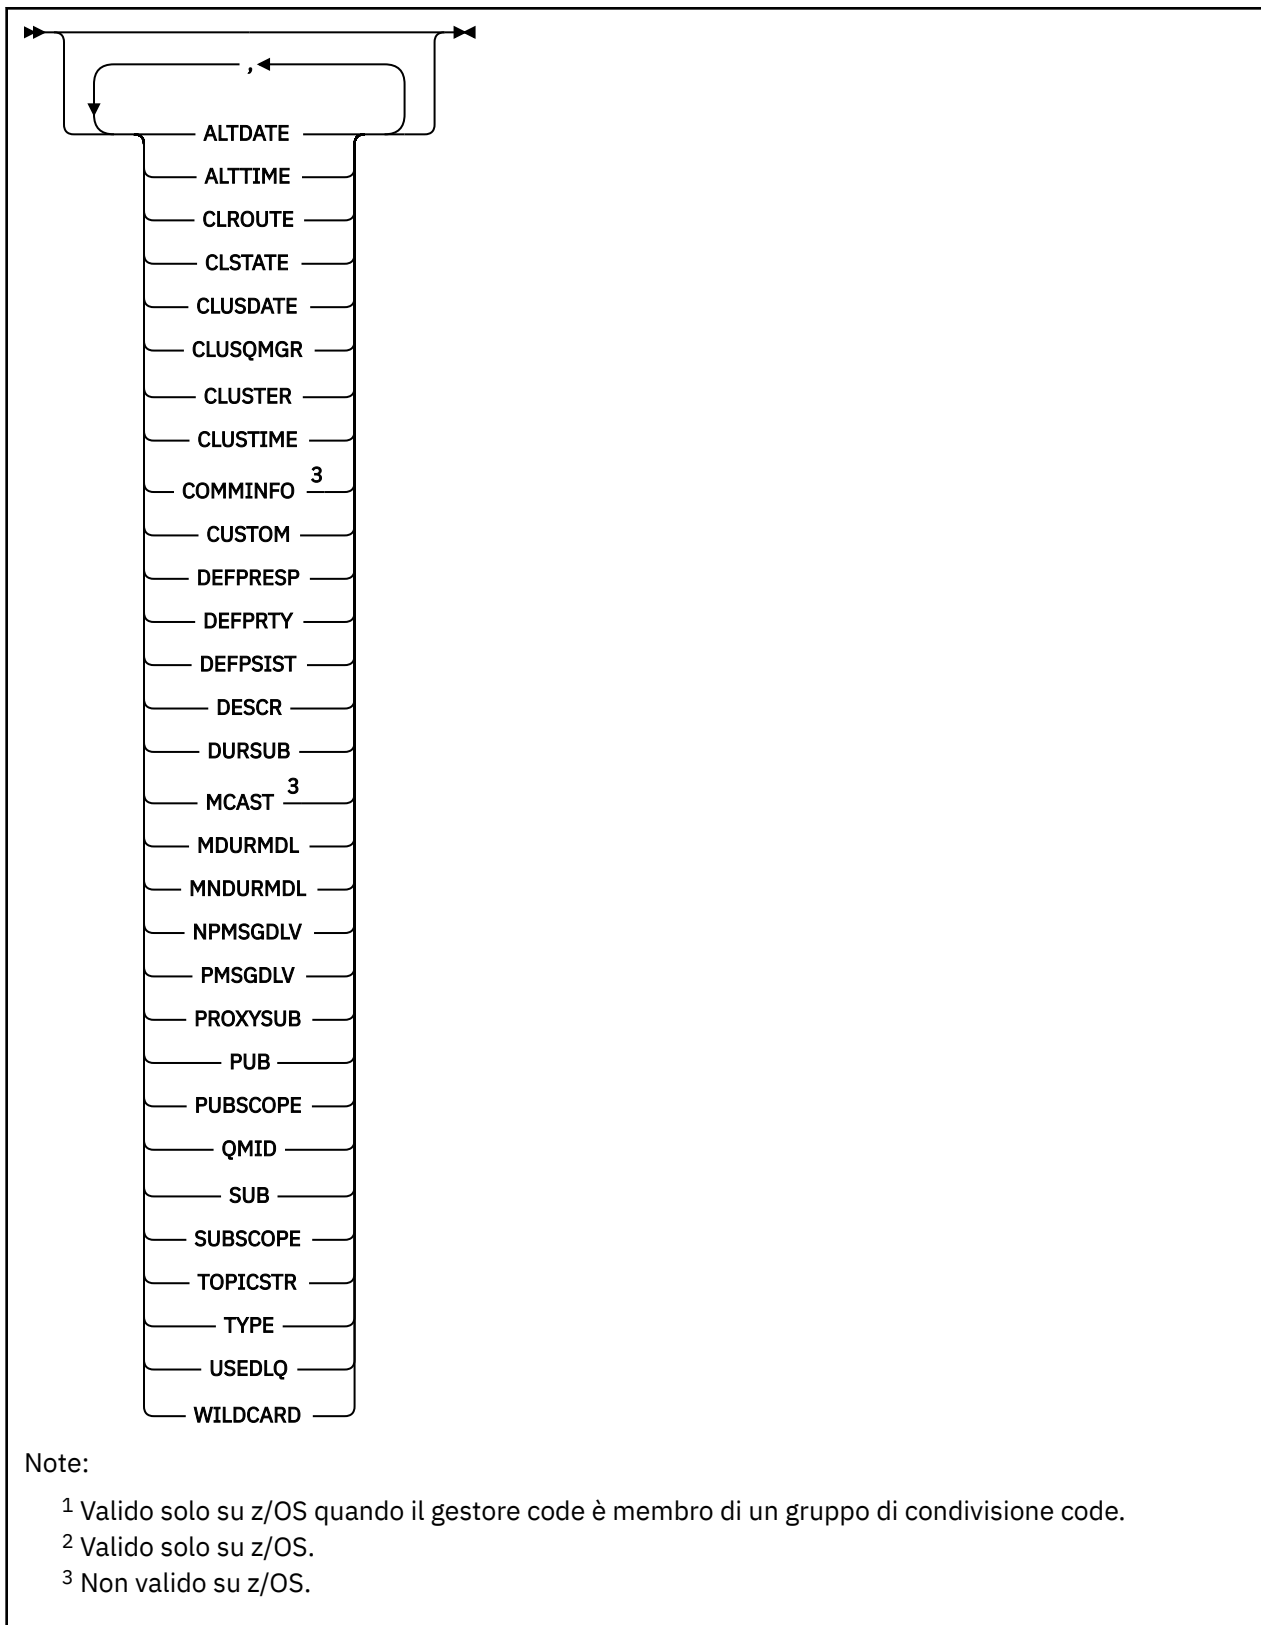 ,
ALTDATE
ALTTIME
CLROUTE
CLSTATE
CLUSDATE
CLUSQMGR
CLUSTER
CLUSTIME
COMMINFO 3
CUSTOM
DEFPRESP
DEFPRTY
DEFPSIST
DESCR
DURSUB
MCAST 3
MDURMDL
MNDURMDL
NPMSGDLV
PMSGDLV
PROXYSUB
PUB
PUBSCOPE
QMID
SUB
SUBSCOPE
TOPICSTR
TYPE
USEDLQ
WILDCARD
Note:
1 Valido solo su z/OS quando il gestore code è membro di un gruppo di condivisione code.
2 Valido solo su z/OS.
3 Non valido su z/OS.